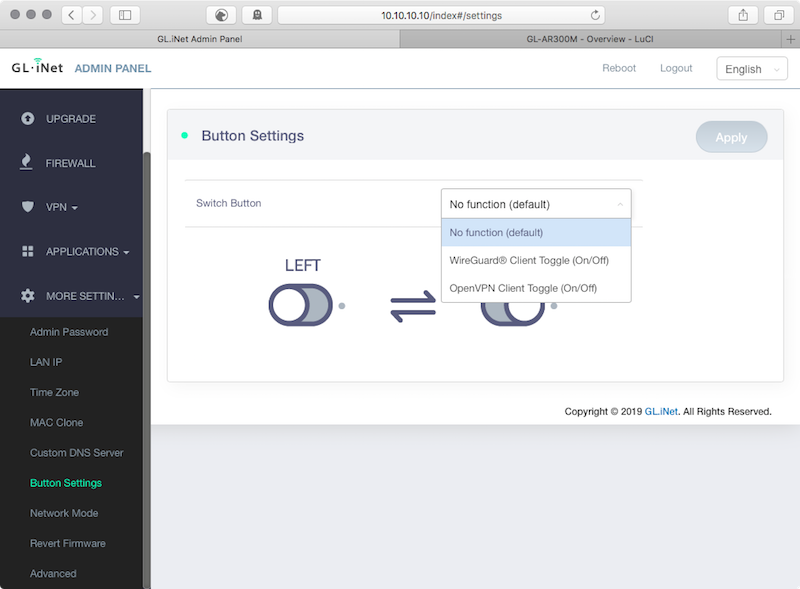 10.10.10.10/index#/settings
GL.iNet Admin Panel
GL-AR300M - Overview - LuCI
GL·iNet ADMIN PANEL
Reboot
Logout
English
UPGRADE
FIREWALL
VPN
APPLICATIONS
MORE SETTIN...
Admin Password
LAN IP
Time Zone
MAC Clone
Custom DNS Server
Button Settings
Network Mode
Revert Firmware
Advanced
Button Settings
Apply
Switch Button
No function (default)
No function (default)
WireGuard® Client Toggle (On/Off)
OpenVPN Client Toggle (On/Off)
LEFT
Copyright © 2019 GL.iNet. All Rights Reserved.